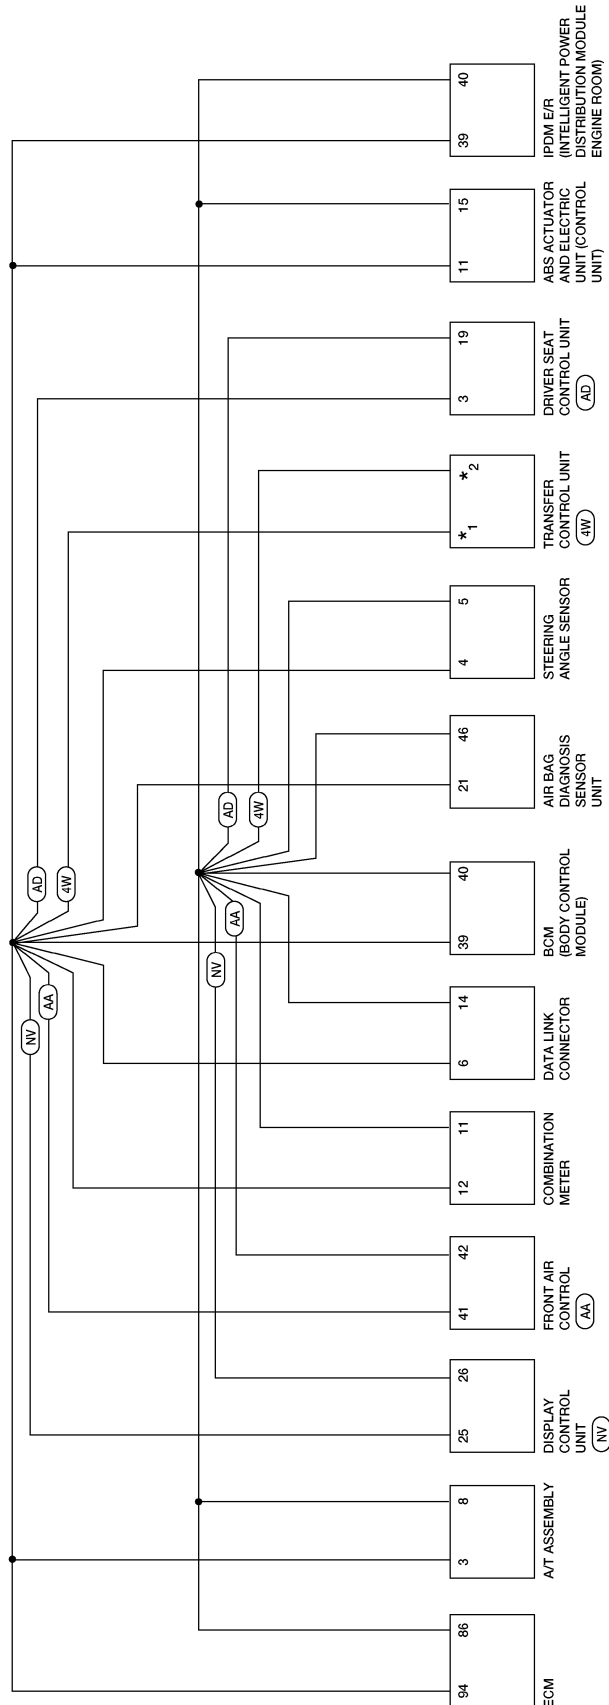 94
86
ECM
3
8
A/T ASSEMBLY
25
26
DISPLAY
CONTROL
UNIT
NV
41
42
FRONT AIR
CONTROL
AA
12
11
COMBINATION
METER
6
14
DATA LINK
CONNECTOR
39
40
BCM
(BODY CONTROL
MODULE)
21
46
AIR BAG
DIAGNOSIS
SENSOR
UNIT
4
5
STEERING
ANGLE SENSOR
*1
*2
TRANSFER
CONTROL UNIT
4W
3
19
DRIVER SEAT
CONTROL UNIT
AD
11
15
ABS ACTUATOR
AND ELECTRIC
UNIT (CONTROL
UNIT)
39
40
IPDM E/R
(INTELLIGENT POWER
DISTRIBUTION MODULE
ENGINE ROOM)
NV
AA
4W
AD
NV
AA
4W
AD